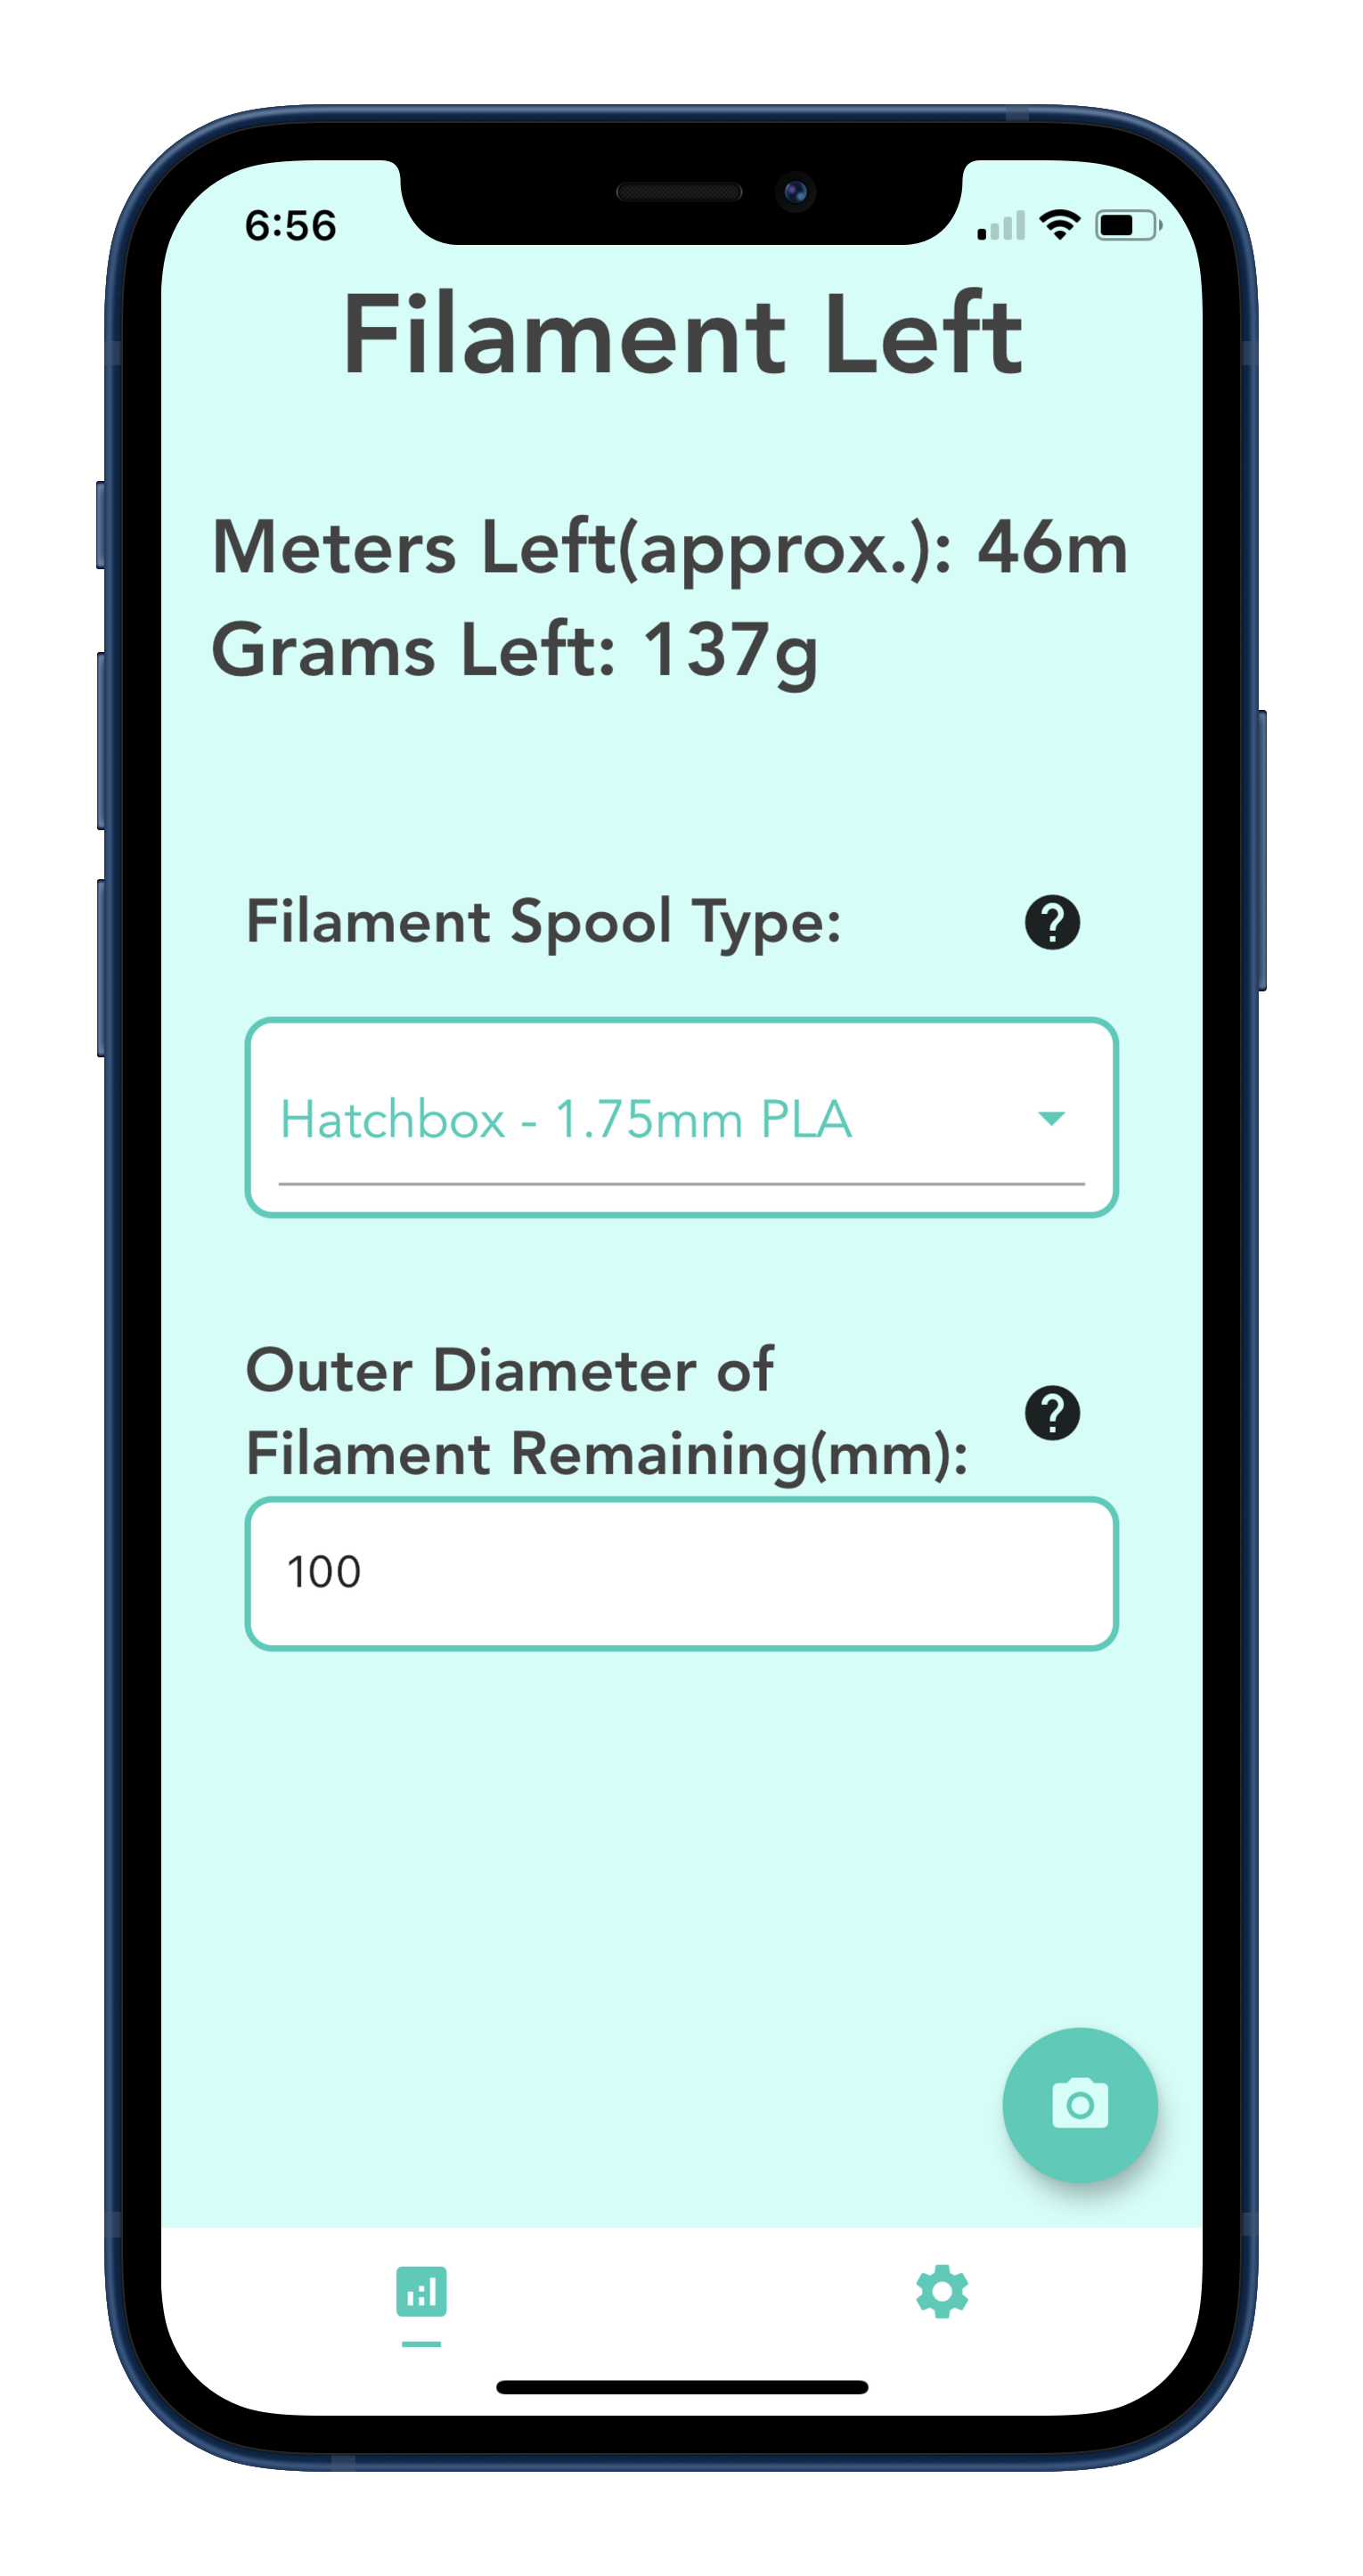 6:56
Filament Left
Meters Left(approx.): 46m
Grams Left: 137g
Filament Spool Type:
?
Hatchbox - 1.75mm PLA
Outer Diameter of
Filament Remaining(mm):
?
100